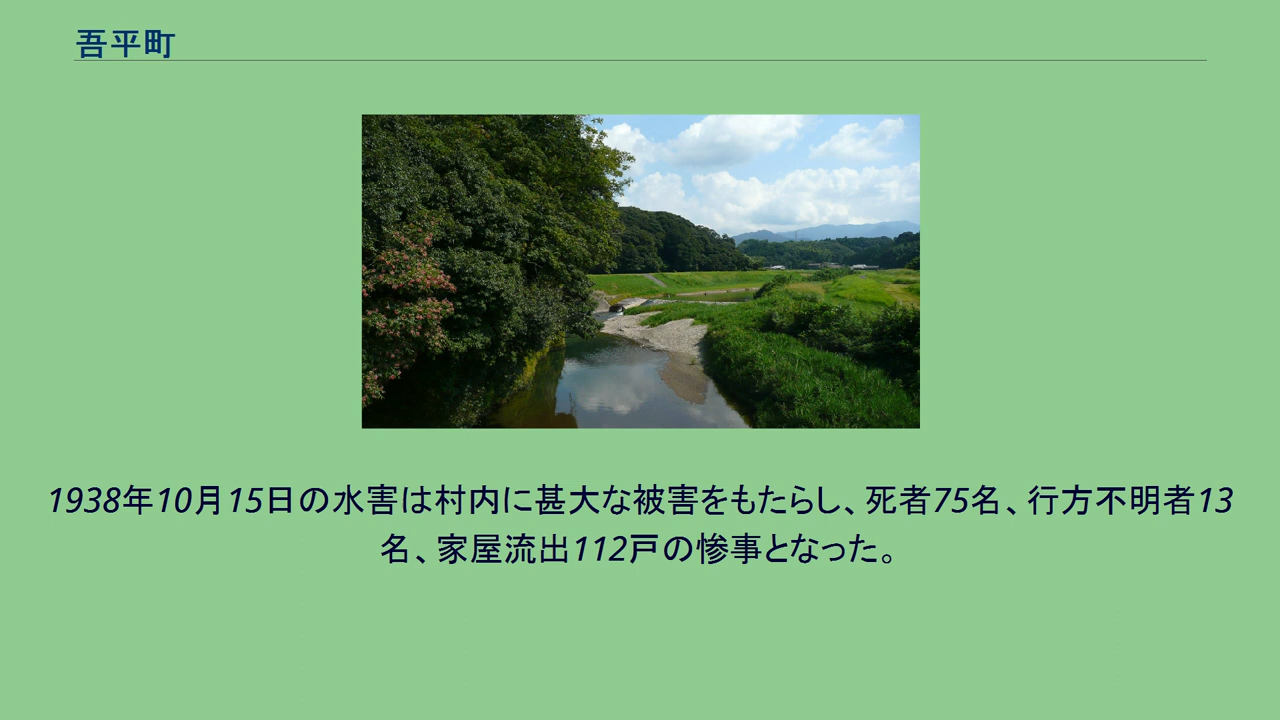 吾平町
1938年10月15日の水害は村内に甚大な被害をもたらし、死者75名、行方不明者13
名、家屋流出112戸の惨事となった。